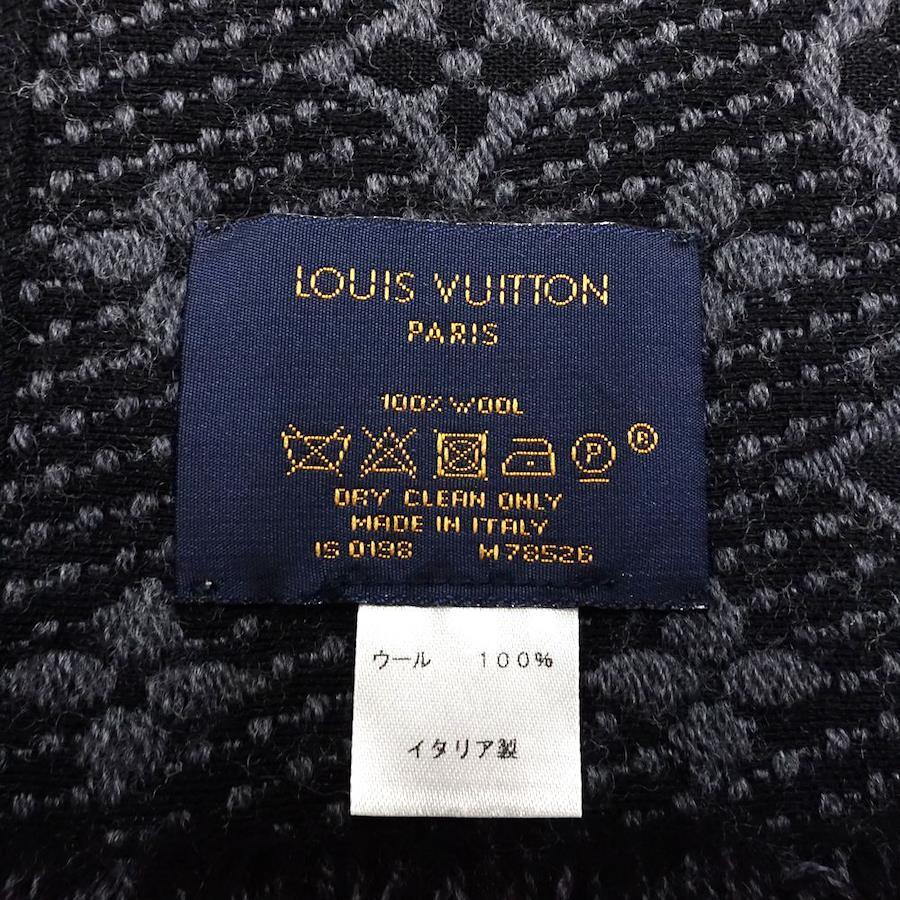 LOUIS VUITTON
PARIS
100% WOOL
P ®
DRY CLEAN ONLY
MADE IN ITALY
IS 0198 M78526
ウール 100%
イタリア製